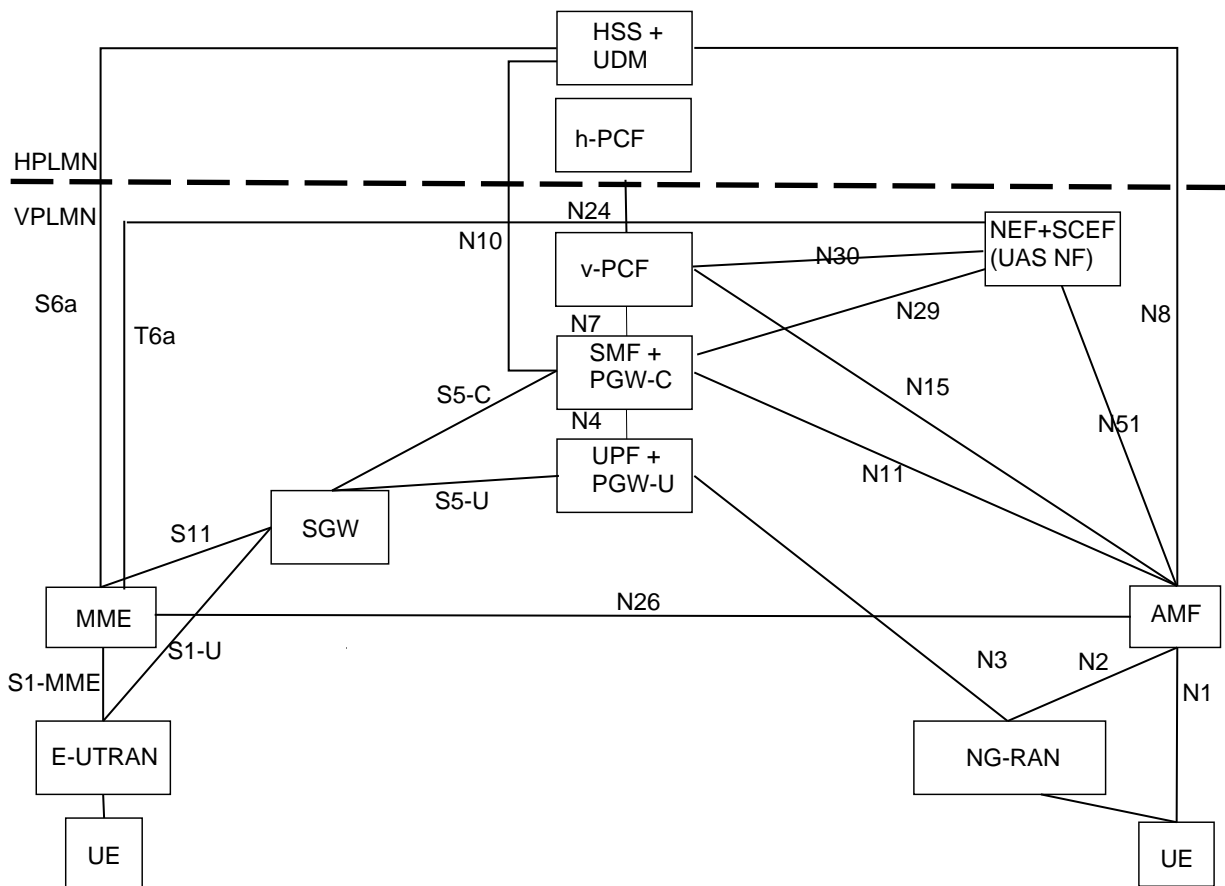 HSS +
UDM
h-PCF
HPLMN
VPLMN
N24
N10
NEF+SCEF
(UAS NF)
v-PCF
N30
S6a
T6a
N7
N29
N8
SMF +
PGW-C
S5-C
N15
N4
N51
UPF +
PGW-U
N11
S5-U
SGW
S11
MME
N26
AMF
S1-U
N3
N2
S1-MME
N1
E-UTRAN
NG-RAN
UE
UE